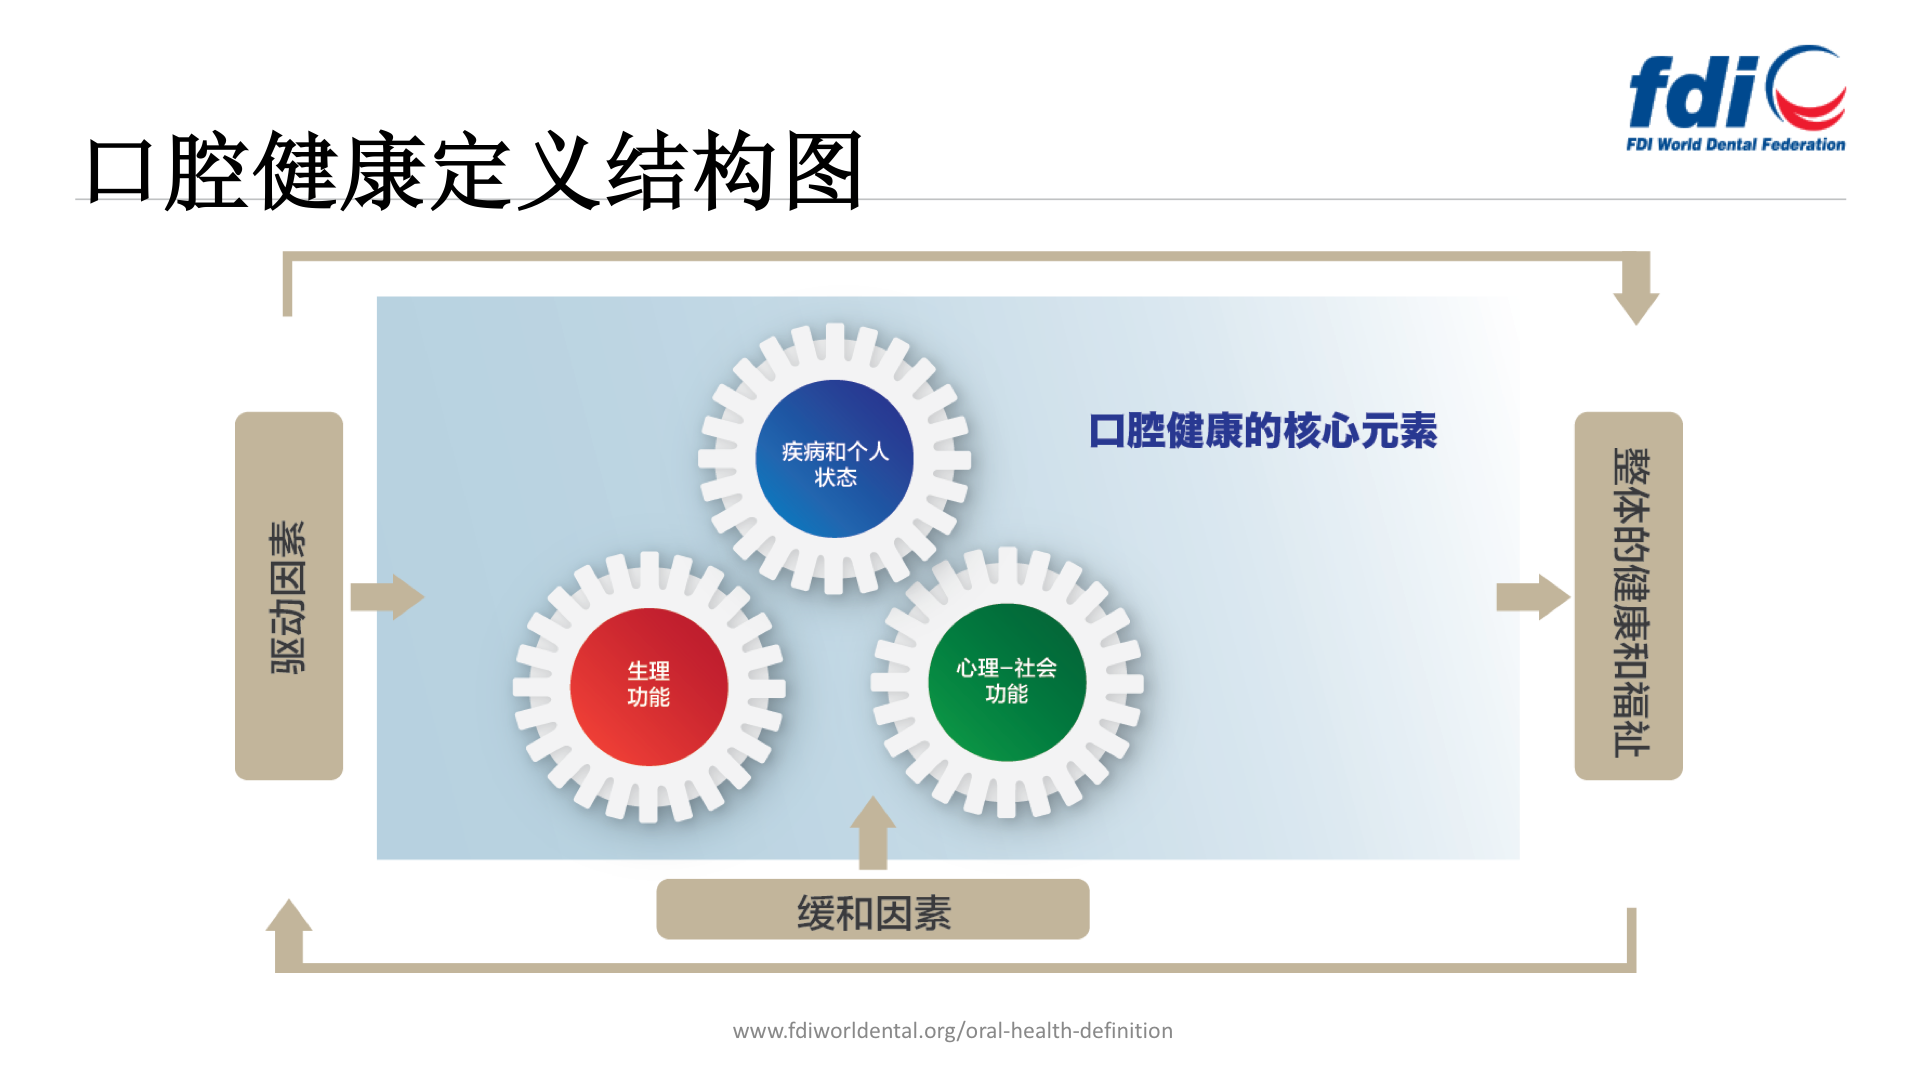 fdi
FDI World Dental Federation
口腔健康定义结构图
疾病和个人
状态
口腔健康的核心元素
驱动因素
整体的健康和福祉
生理
功能
心理–社会
功能
缓和因素
www.fdiworldental.org/oral-health-definition